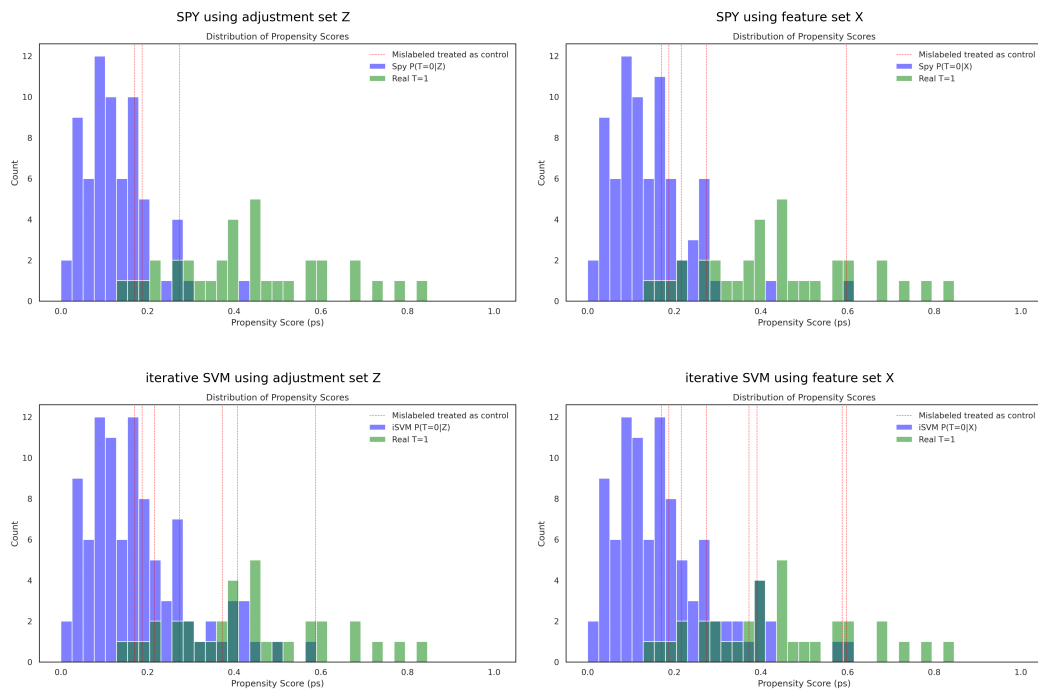 SPY using adjustment set Z
Distribution of Propensity Scores
Mislabeled treated as control
Spy P(T=0|Z)
Real T=1
12
10
8
6
4
2
0
Count
0.0 0.2 0.4 0.6 0.8 1.0
Propensity Score (ps)
SPY using feature set X
Distribution of Propensity Scores
Mislabeled treated as control
Spy P(T=0|X)
Real T=1
12
10
8
6
4
2
0
Count
0.0 0.2 0.4 0.6 0.8 1.0
Propensity Score (ps)
iterative SVM using adjustment set Z
Distribution of Propensity Scores
Mislabeled treated as control
iSVM P(T=0|Z)
Real T=1
12
10
8
6
4
2
0
Count
0.0 0.2 0.4 0.6 0.8 1.0
Propensity Score (ps)
iterative SVM using feature set X
Distribution of Propensity Scores
Mislabeled treated as control
iSVM P(T=0|X)
Real T=1
12
10
8
6
4
2
0
Count
0.0 0.2 0.4 0.6 0.8 1.0
Propensity Score (ps)